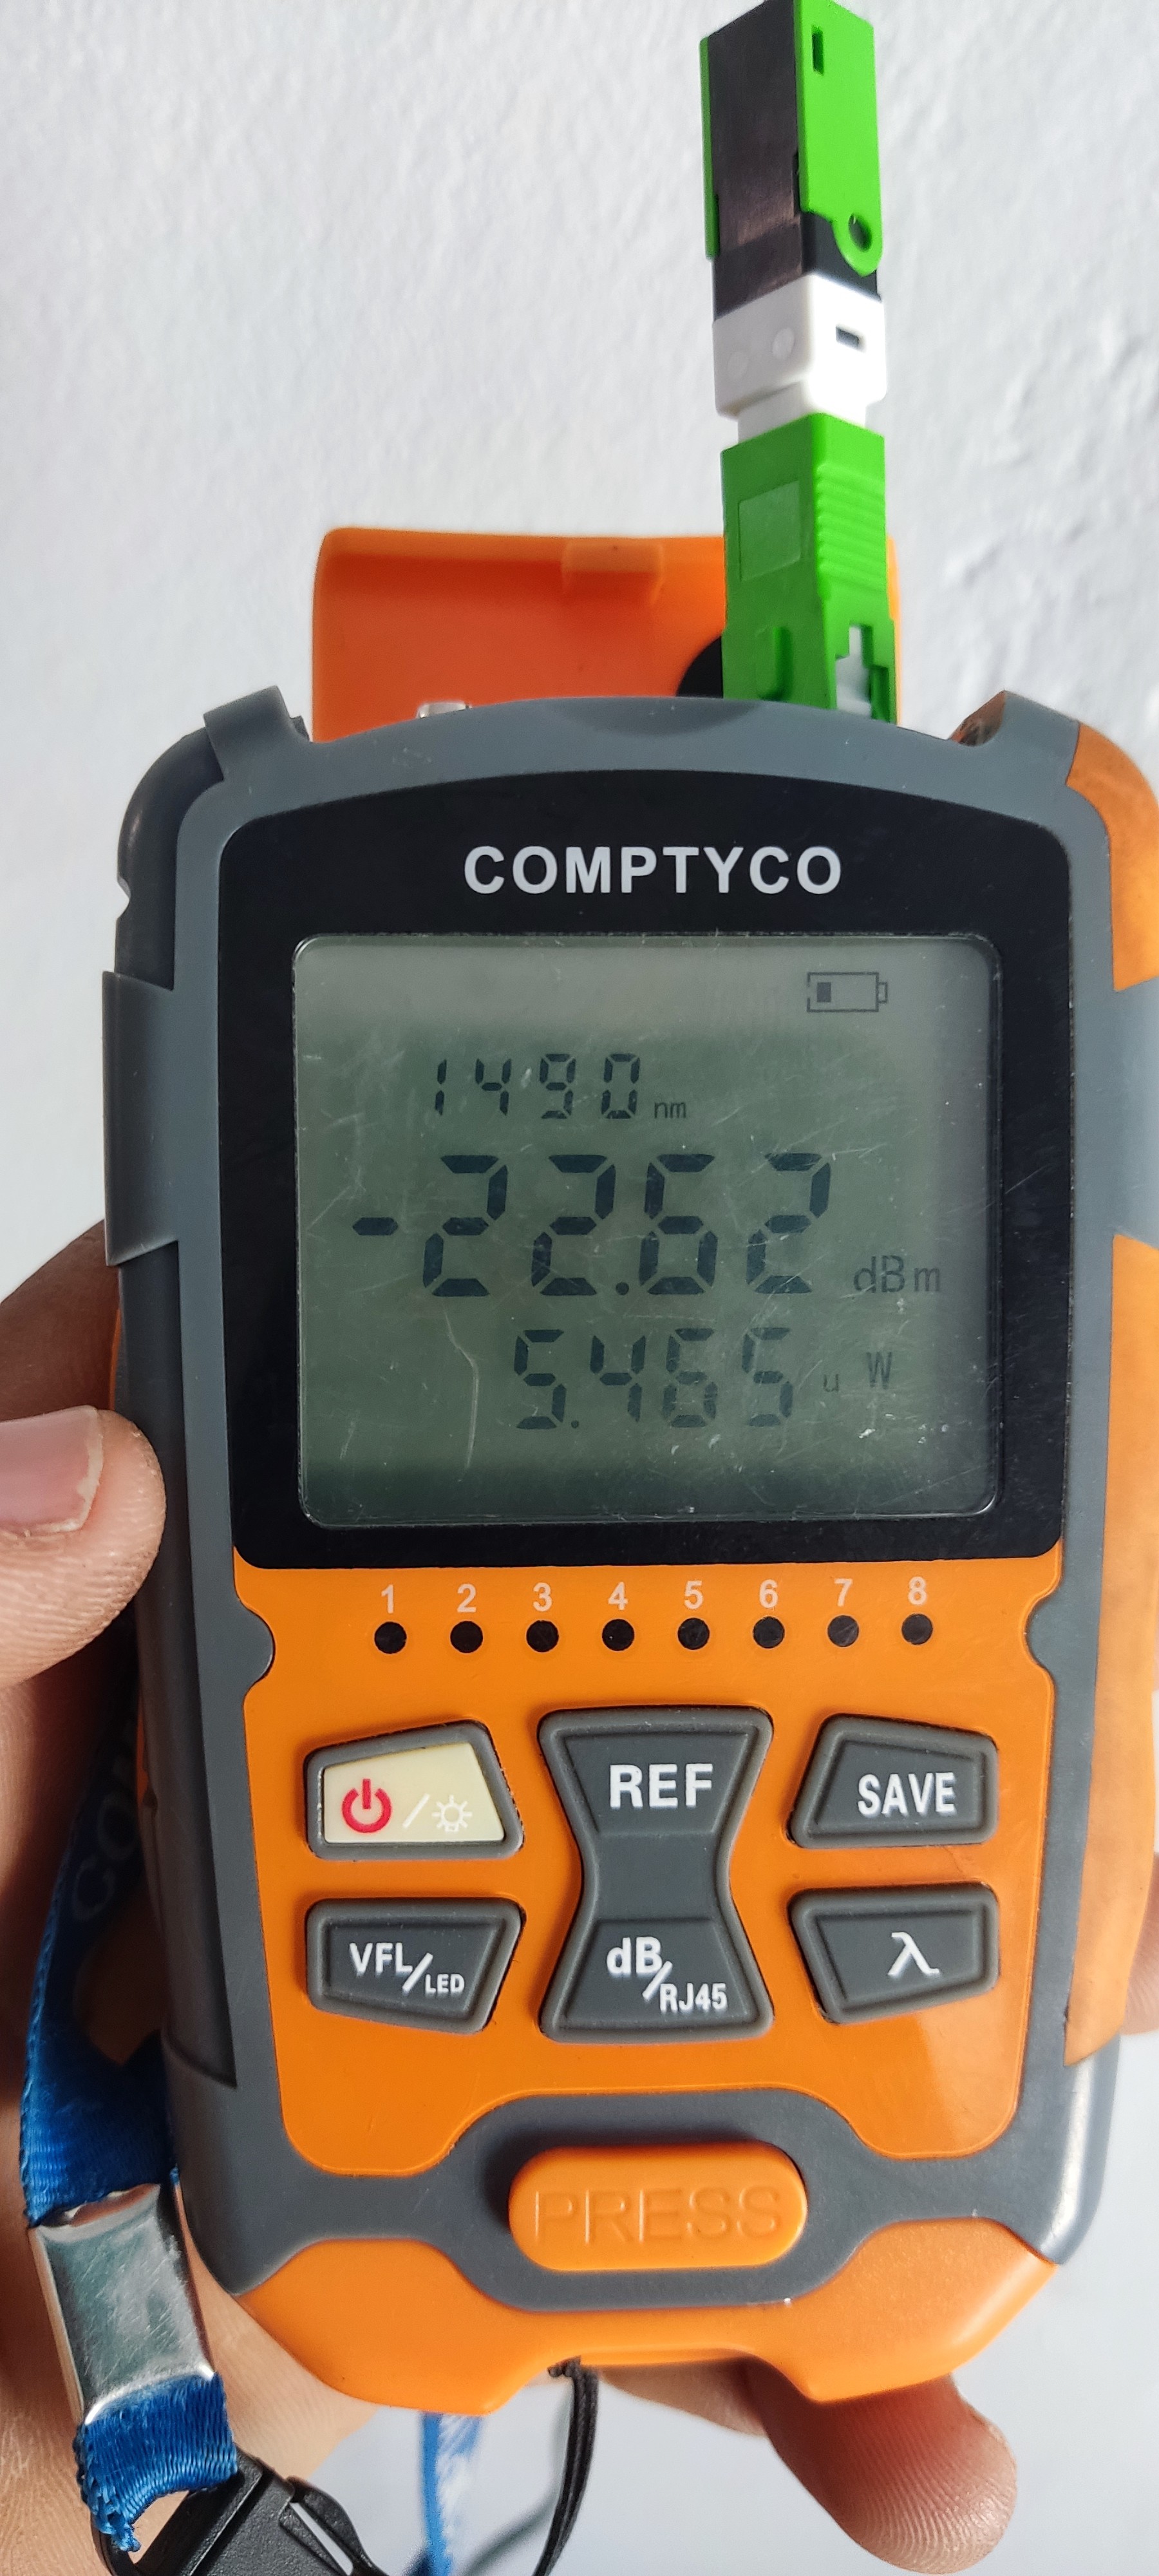 COMPTYCO
1490 nm
-22.62 dBm
5.465 u W
1 2 3 4 5 6 7 8
REF
SAVE
VFL/LED
dB/RJ45
λ
PRESS